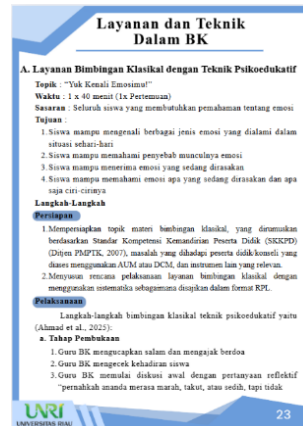 Layanan dan Teknik
Dalam BK
A. Layanan Bimbingan Klasikal dengan Teknik Psikoedukatif
Topik : "Yuk Kenali Emosimu!"
Waktu : 1 x 40 menit (1x Pertemuan)
Sasaran : Seluruh siswa yang membutuhkan pemahaman tentang emosi
Tujuan :
1. Siswa mampu mengenali berbagai jenis emosi yang dialami dalam
situasi sehari-hari
2. Siswa mampu memahami penyebab munculnya emosi
3. Siswa mampu menerima emosi yang sedang dirasakan
4. Siswa mampu memahami emosi apa yang sedang dirasakan dan apa
saja ciri-cirinya
Langkah-Langkah
Persiapan
1. Mempersiapkan topik materi bimbingan klasikal, yang dirumuskan
berdasarkan Standar Kompetensi Kemandirian Peserta Didik (SKKPD)
(Ditjen PMPTK, 2007), masalah yang dihadapi peserta didik/konseli yang
diases menggunakan AUM atau DCM, dan instrumen lain yang relevan.
2. Menyusun rencana pelaksanaan layanan bimbingan klasikal dengan
menggunakan sistematika sebagaimana disajikan dalam format RPL.
Pelaksanaan
Langkah-langkah bimbingan klasikal teknik psikoedukatif yaitu
(Ahmad et al., 2025):
a. Tahap Pembukaan
1. Guru BK mengucapkan salam dan mengajak berdoa
2. Guru BK mengecek kehadiran siswa
3. Guru BK memulai diskusi awal dengan pertanyaan reflektif
"pernahkah ananda merasa marah, takut, atau sedih, tapi tidak
UNRI
UNIVERSITAS RIAU
23